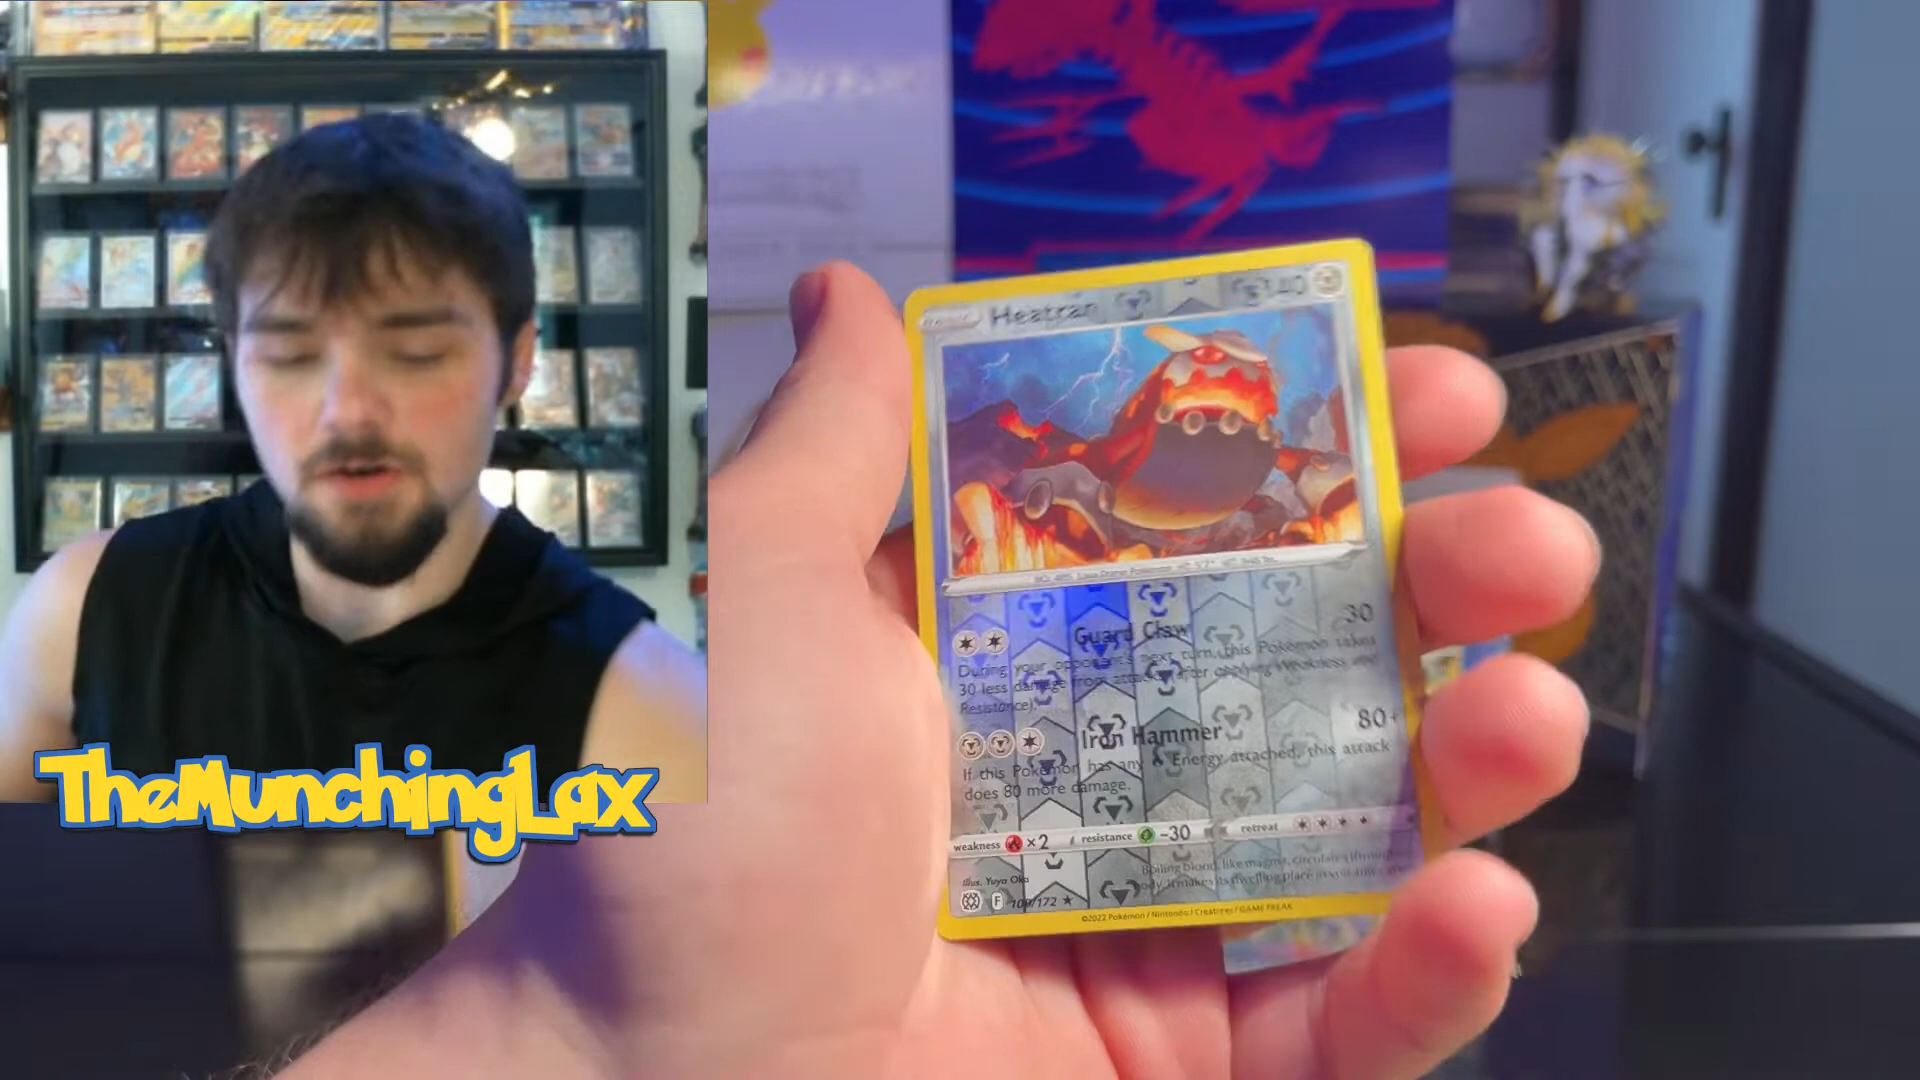 Heatran
Guard Claw 30
During your opponent's next turn, this Pokémon takes
30 less damage from attacks (after applying Weakness and
Resistance).
Iron Hammer 80+
If this Pokémon has any Energy attached, this attack
does 80 more damage.
weakness ×2 resistance -30 retreat
Illus. Yuya Oka
F 109/172
©2022 Pokémon / Nintendo / Creatures / GAME FREAK
TheMunchingLax